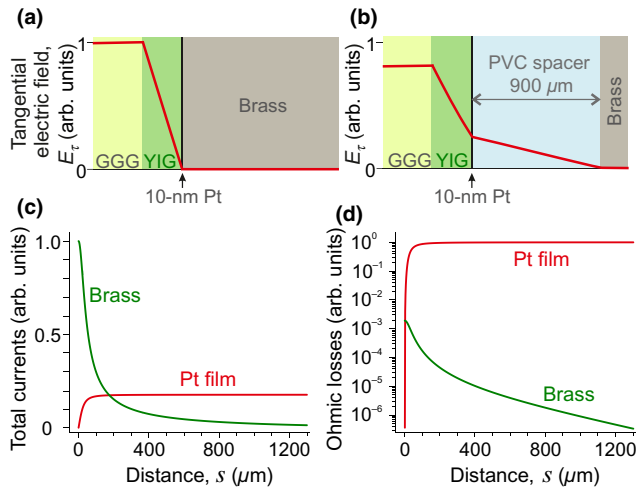 (a)
Tangential
electric field,
Eτ (arb. units)
1
0
GGG
YIG
Brass
10-nm Pt
(b)
Eτ (arb. units)
1
0
GGG
YIG
PVC spacer
900 μm
Brass
10-nm Pt
(c)
Total currents (arb. units)
1.0
0.5
0
Brass
Pt film
0 400 800 1200
Distance, s (μm)
(d)
Ohmic losses (arb. units)
10⁰
10⁻¹
10⁻²
10⁻³
10⁻⁴
10⁻⁵
10⁻⁶
Pt film
Brass
0 400 800 1200
Distance, s (μm)